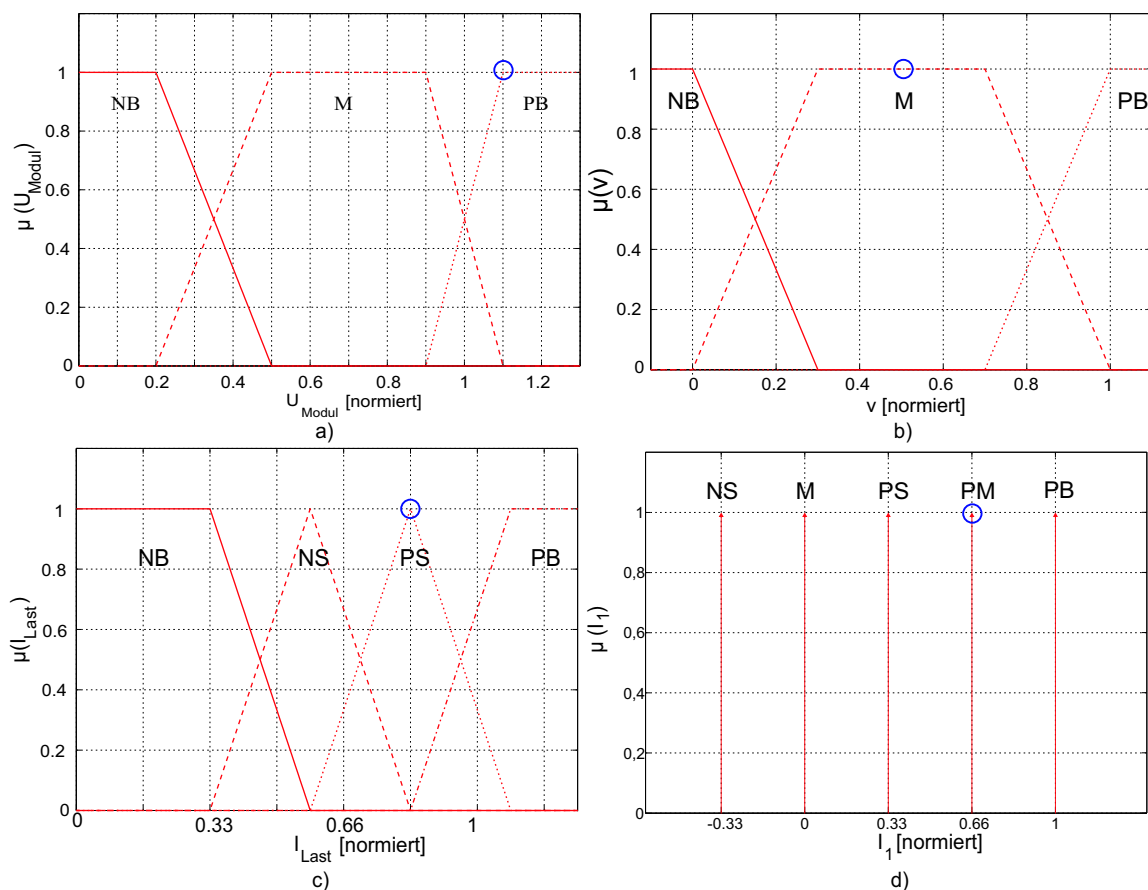 1
0.8
0.6
0.4
0.2
0
μ (U_Modul)
NB
M
PB
0 0.2 0.4 0.6 0.8 1 1.2
U_Modul [normiert]
a)
1
0.8
0.6
0.4
0.2
0
μ(v)
NB
M
PB
0 0.2 0.4 0.6 0.8 1
v [normiert]
b)
1
0.8
0.6
0.4
0.2
0
μ(I_Last)
NB
NS
PS
PB
0 0.33 0.66 1
I_Last [normiert]
c)
1
0,8
0,6
0,4
0,2
0
μ (I_1)
NS
M
PS
PM
PB
-0.33 0 0.33 0.66 1
I_1 [normiert]
d)